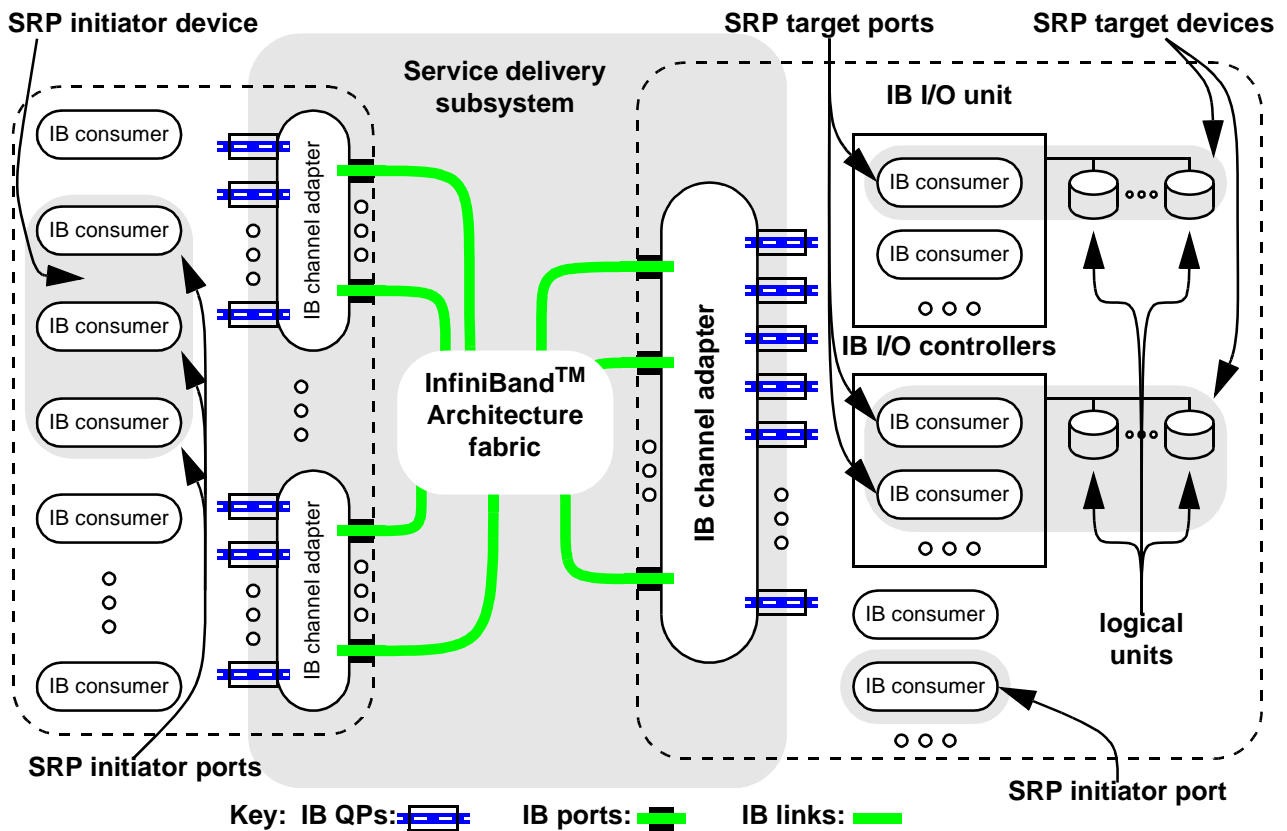 SRP initiator device
SRP target ports
SRP target devices
Service delivery
subsystem
IB I/O unit
IB consumer
IB consumer
IB consumer
IB consumer
IB consumer
IB consumer
IB channel adapter
IB channel adapter
InfiniBandTM
Architecture
fabric
IB channel adapter
IB consumer
IB consumer
IB I/O controllers
IB consumer
IB consumer
IB consumer
IB consumer
logical
units
SRP initiator ports
SRP initiator port
Key: IB QPs:
IB ports:
IB links: